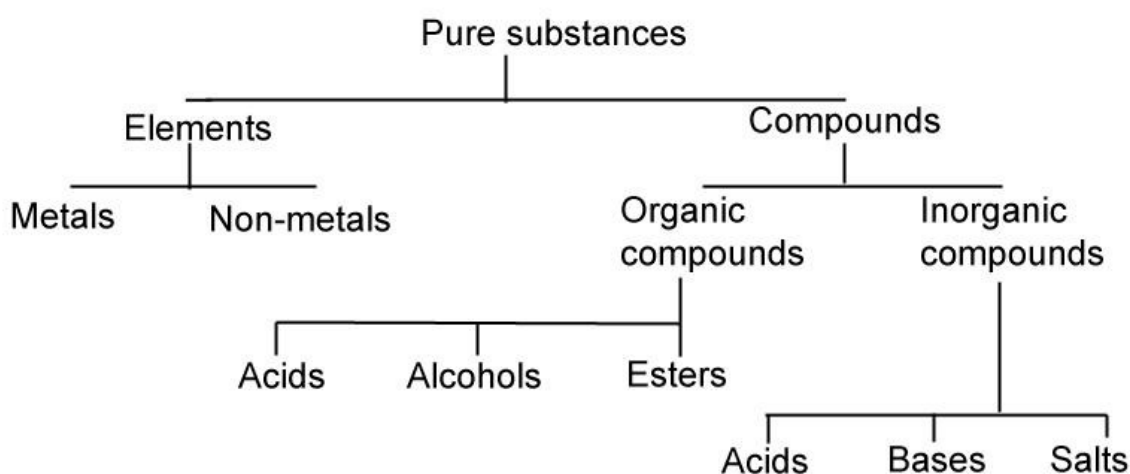 Pure substances
Elements
Compounds
Metals
Non-metals
Organic
compounds
Inorganic
compounds
Acids
Alcohols
Esters
Acids
Bases
Salts